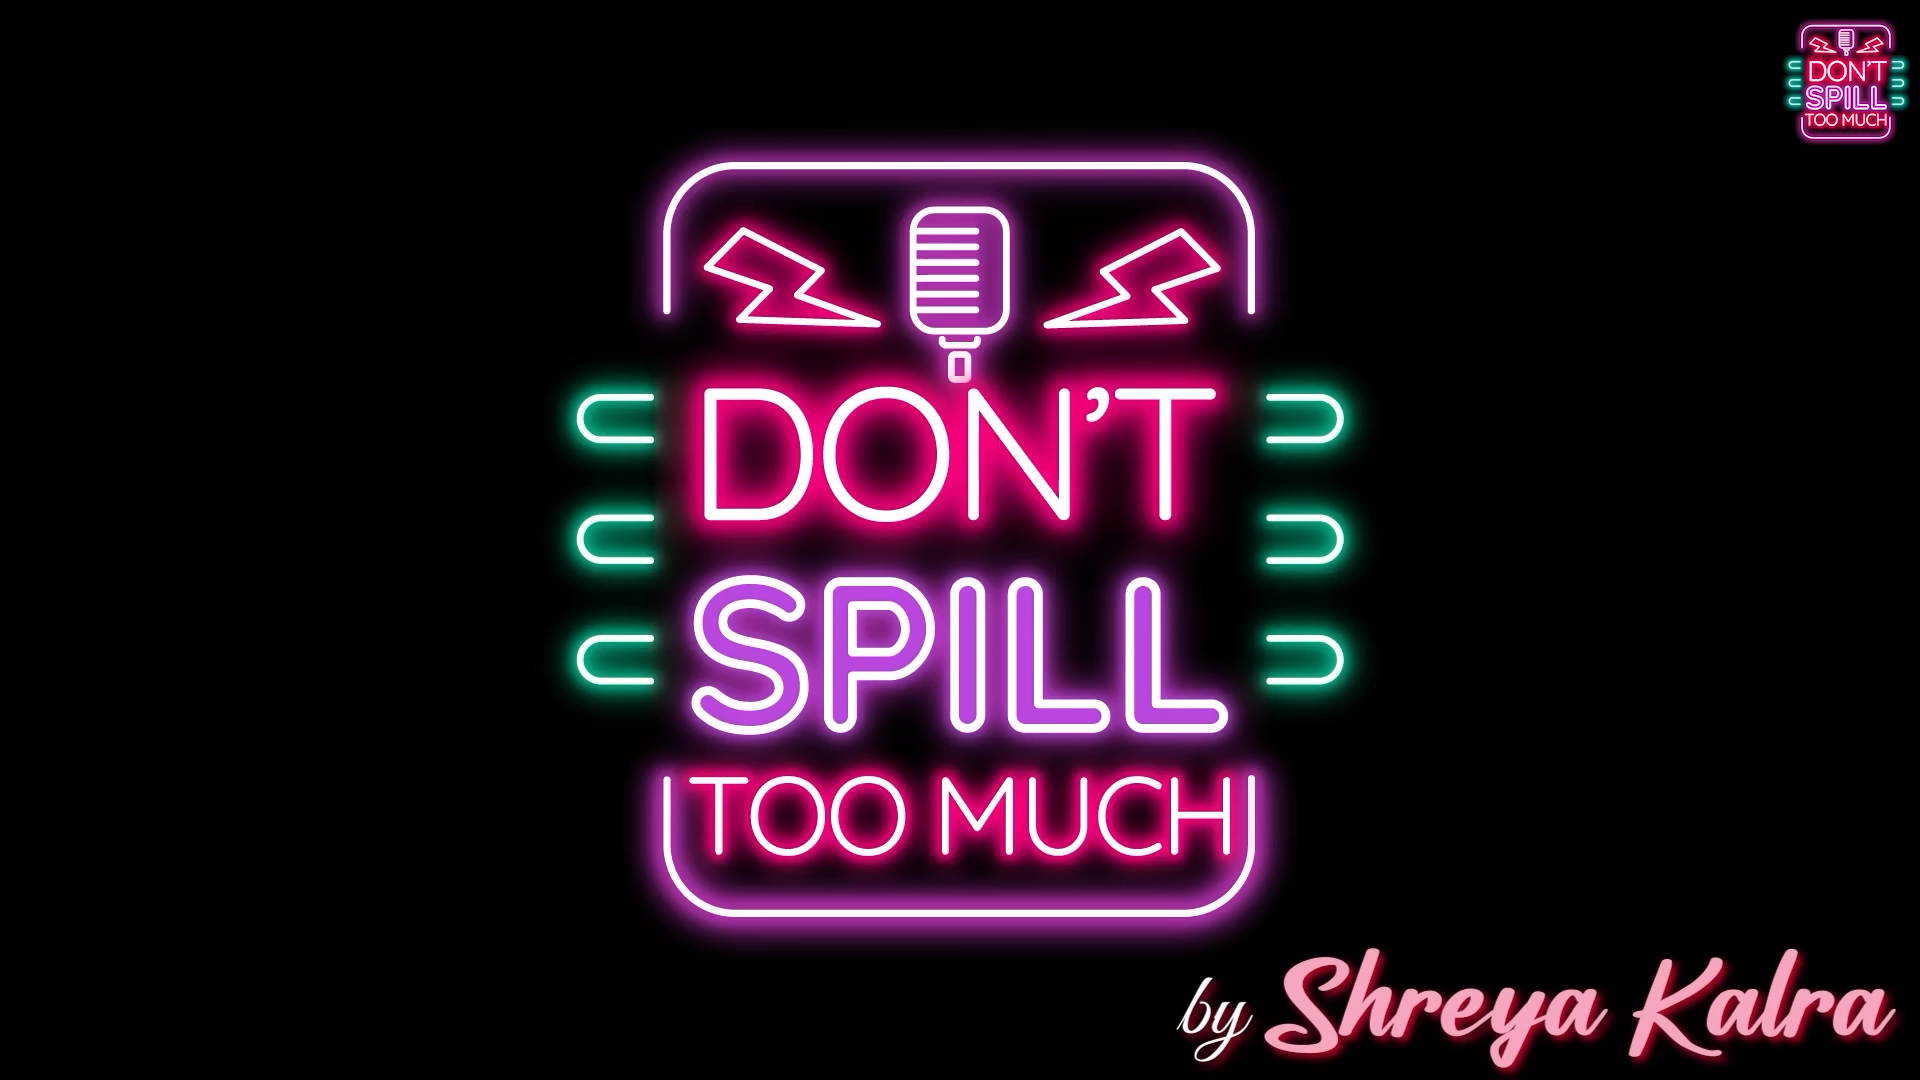 DON'T
SPILL
TOO MUCH
DON’T
SPILL
TOO MUCH
by Shreya Kalra